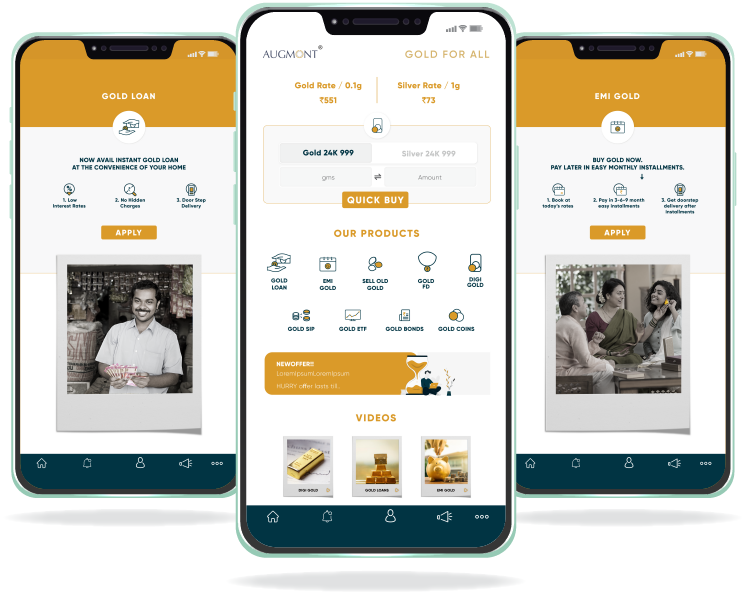 GOLD LOAN
NOW AVAIL INSTANT GOLD LOAN
AT THE CONVENIENCE OF YOUR HOME
1. Low
Interest Rates
2. No Hidden
Charges
3. Door Step
Delivery
APPLY
AUGMONT®
GOLD FOR ALL
Gold Rate / 0.1g
₹551
Silver Rate / 1g
₹73
Gold 24K 999
Silver 24K 999
gms
⇌
Amount
QUICK BUY
OUR PRODUCTS
GOLD
LOAN
EMI
GOLD
SELL OLD
GOLD
GOLD
FD
DIGI
GOLD
GOLD SIP
GOLD ETF
GOLD BONDS
GOLD COINS
NEWOFFER!!
LoremIpsumLoremIpsum
HURRY offer lasts till..
VIDEOS
DIGI GOLD
GOLD LOANS
EMI GOLD
EMI GOLD
BUY GOLD NOW.
PAY LATER IN EASY MONTHLY INSTALLMENTS.
1. Book at
today's rates
2. Pay in 3-6-9 month
easy installments
3. Get doorstep
delivery after
installments
APPLY